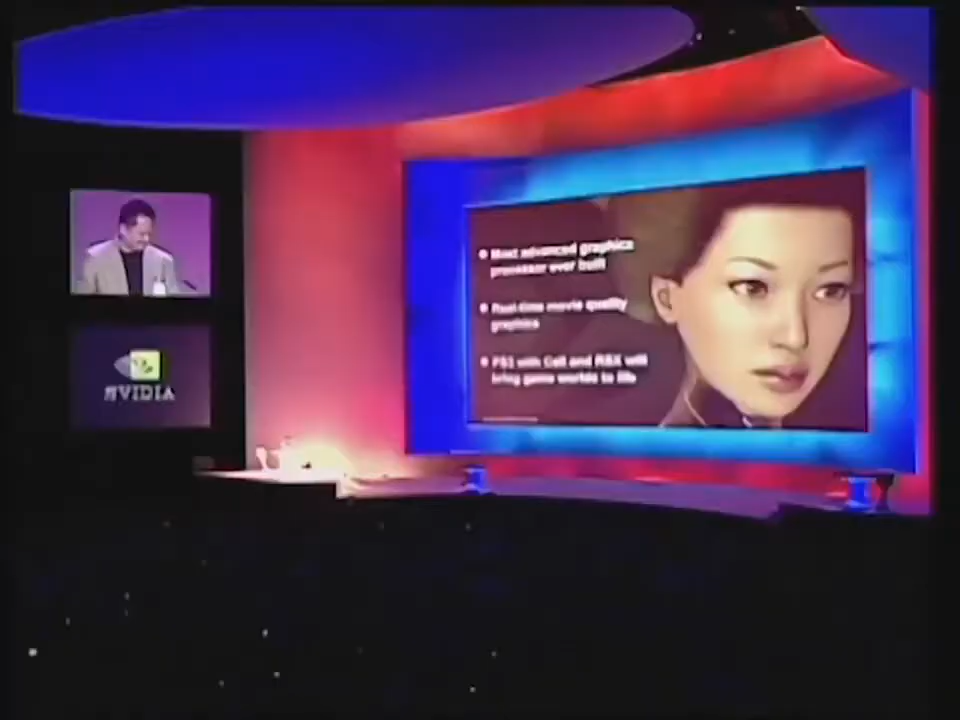 Most advanced graphics
processor ever built
Real-time movie quality
graphics
PS3 with Cell and RSX will
bring game worlds to life
NVIDIA